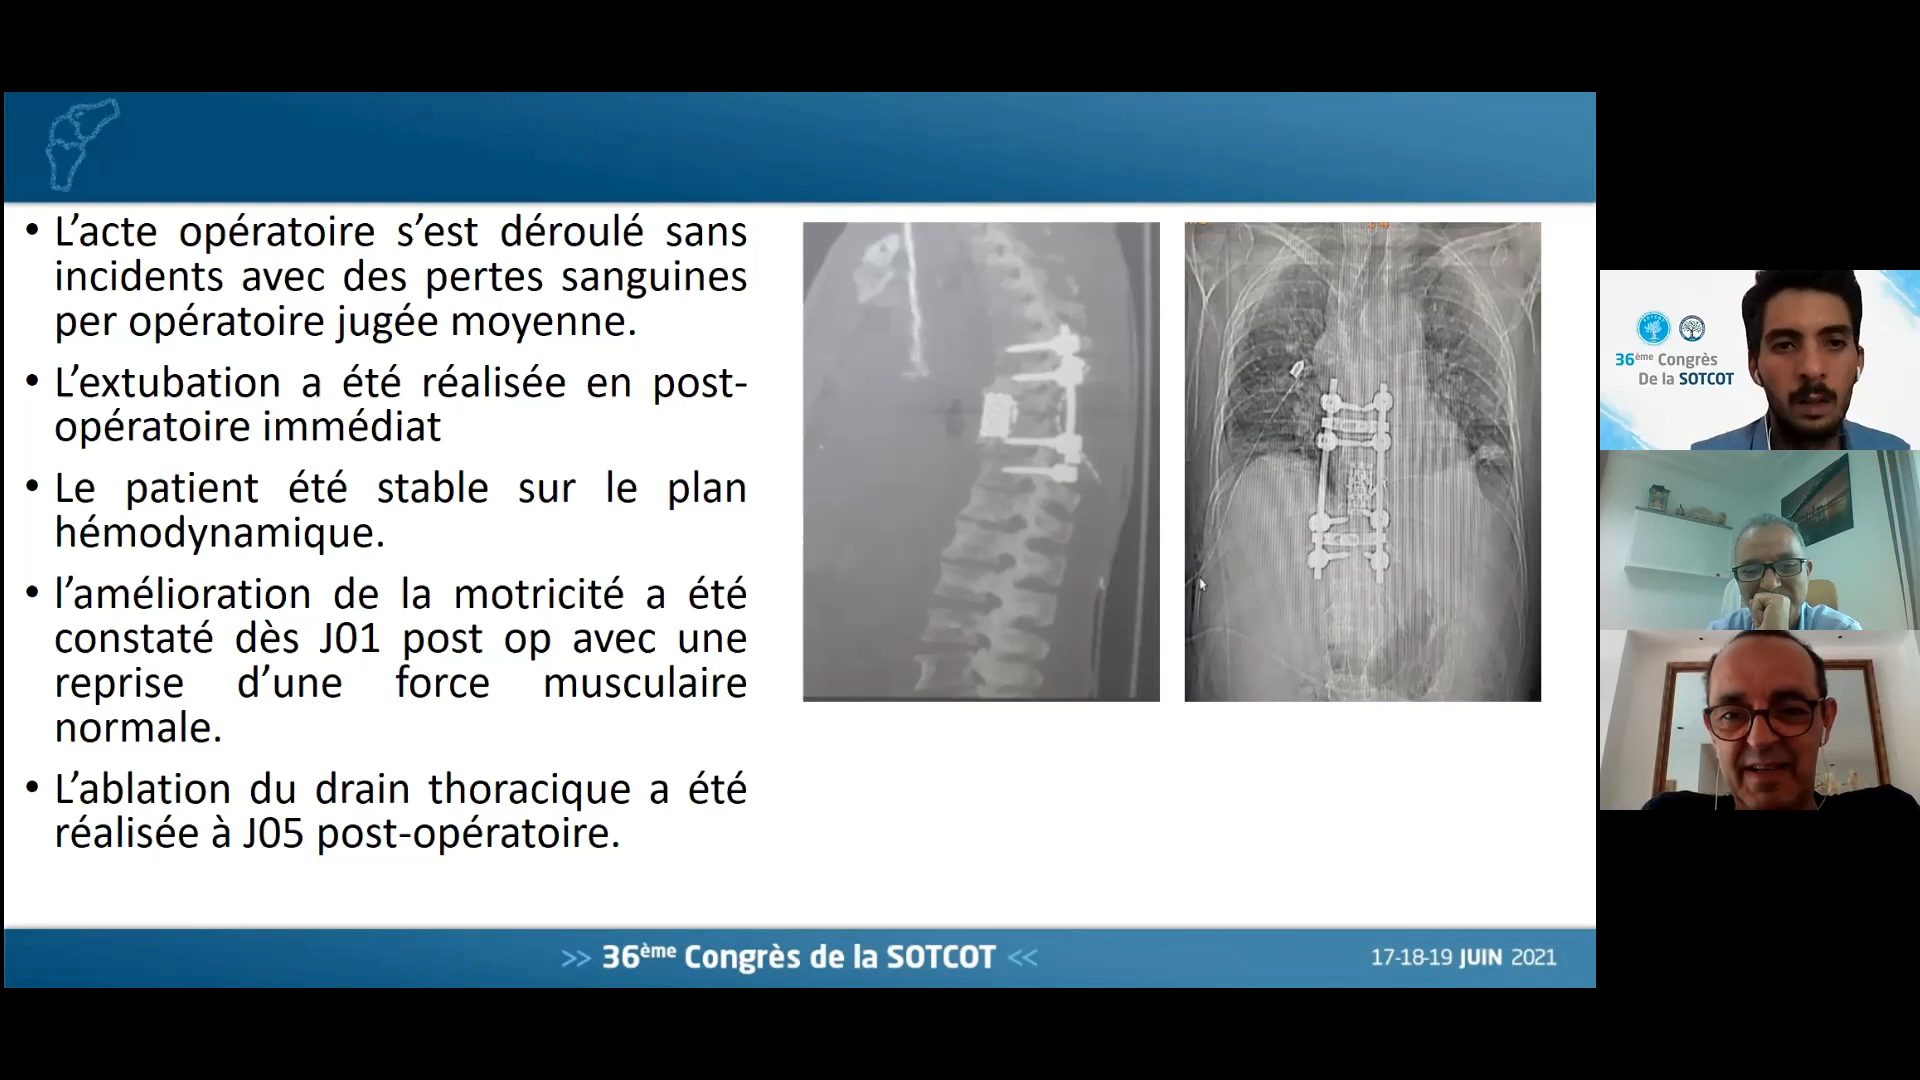 • L’acte opératoire s’est déroulé sans
incidents avec des pertes sanguines
per opératoire jugée moyenne.
• L’extubation a été réalisée en post-
opératoire immédiat
• Le patient été stable sur le plan
hémodynamique.
• l’amélioration de la motricité a été
constaté dès J01 post op avec une
reprise d’une force musculaire
normale.
• L’ablation du drain thoracique a été
réalisée à J05 post-opératoire.
>> 36ème Congrès de la SOTCOT <<
17-18-19 JUIN 2021
36ème Congrès
De la SOTCOT